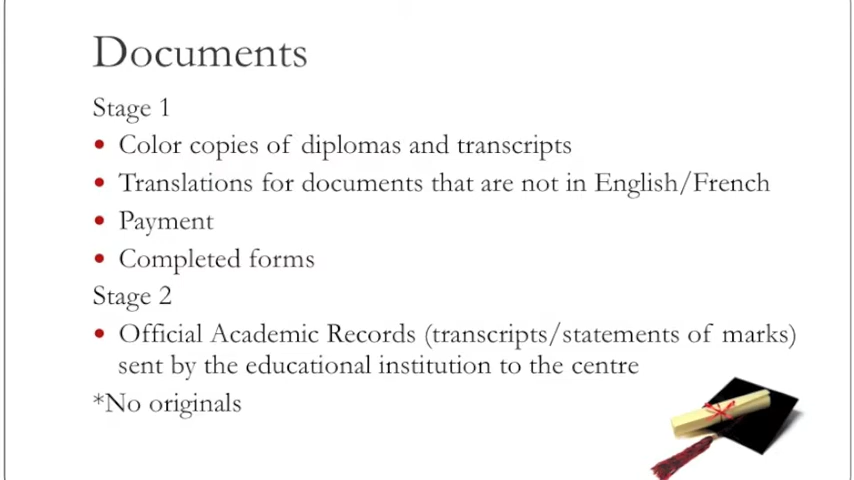 Documents
Stage 1
• Color copies of diplomas and transcripts
• Translations for documents that are not in English/French
• Payment
• Completed forms
Stage 2
• Official Academic Records (transcripts/statements of marks)
sent by the educational institution to the centre
*No originals